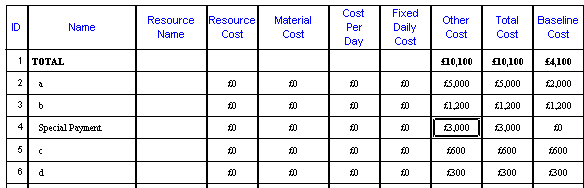 ID Name Resource Name Resource Cost Material Cost Cost Per Day Fixed Daily Cost Other Cost Total Cost Baseline Cost
1 TOTAL £10,100 £10,100 £4,100
2 a £0 £0 £0 £0 £5,000 £5,000 £2,000
3 b £0 £0 £0 £0 £1,200 £1,200 £1,200
4 Special Payment £0 £0 £0 £0 £3,000 £3,000 £0
5 c £0 £0 £0 £0 £600 £600 £600
6 d £0 £0 £0 £0 £300 £300 £300